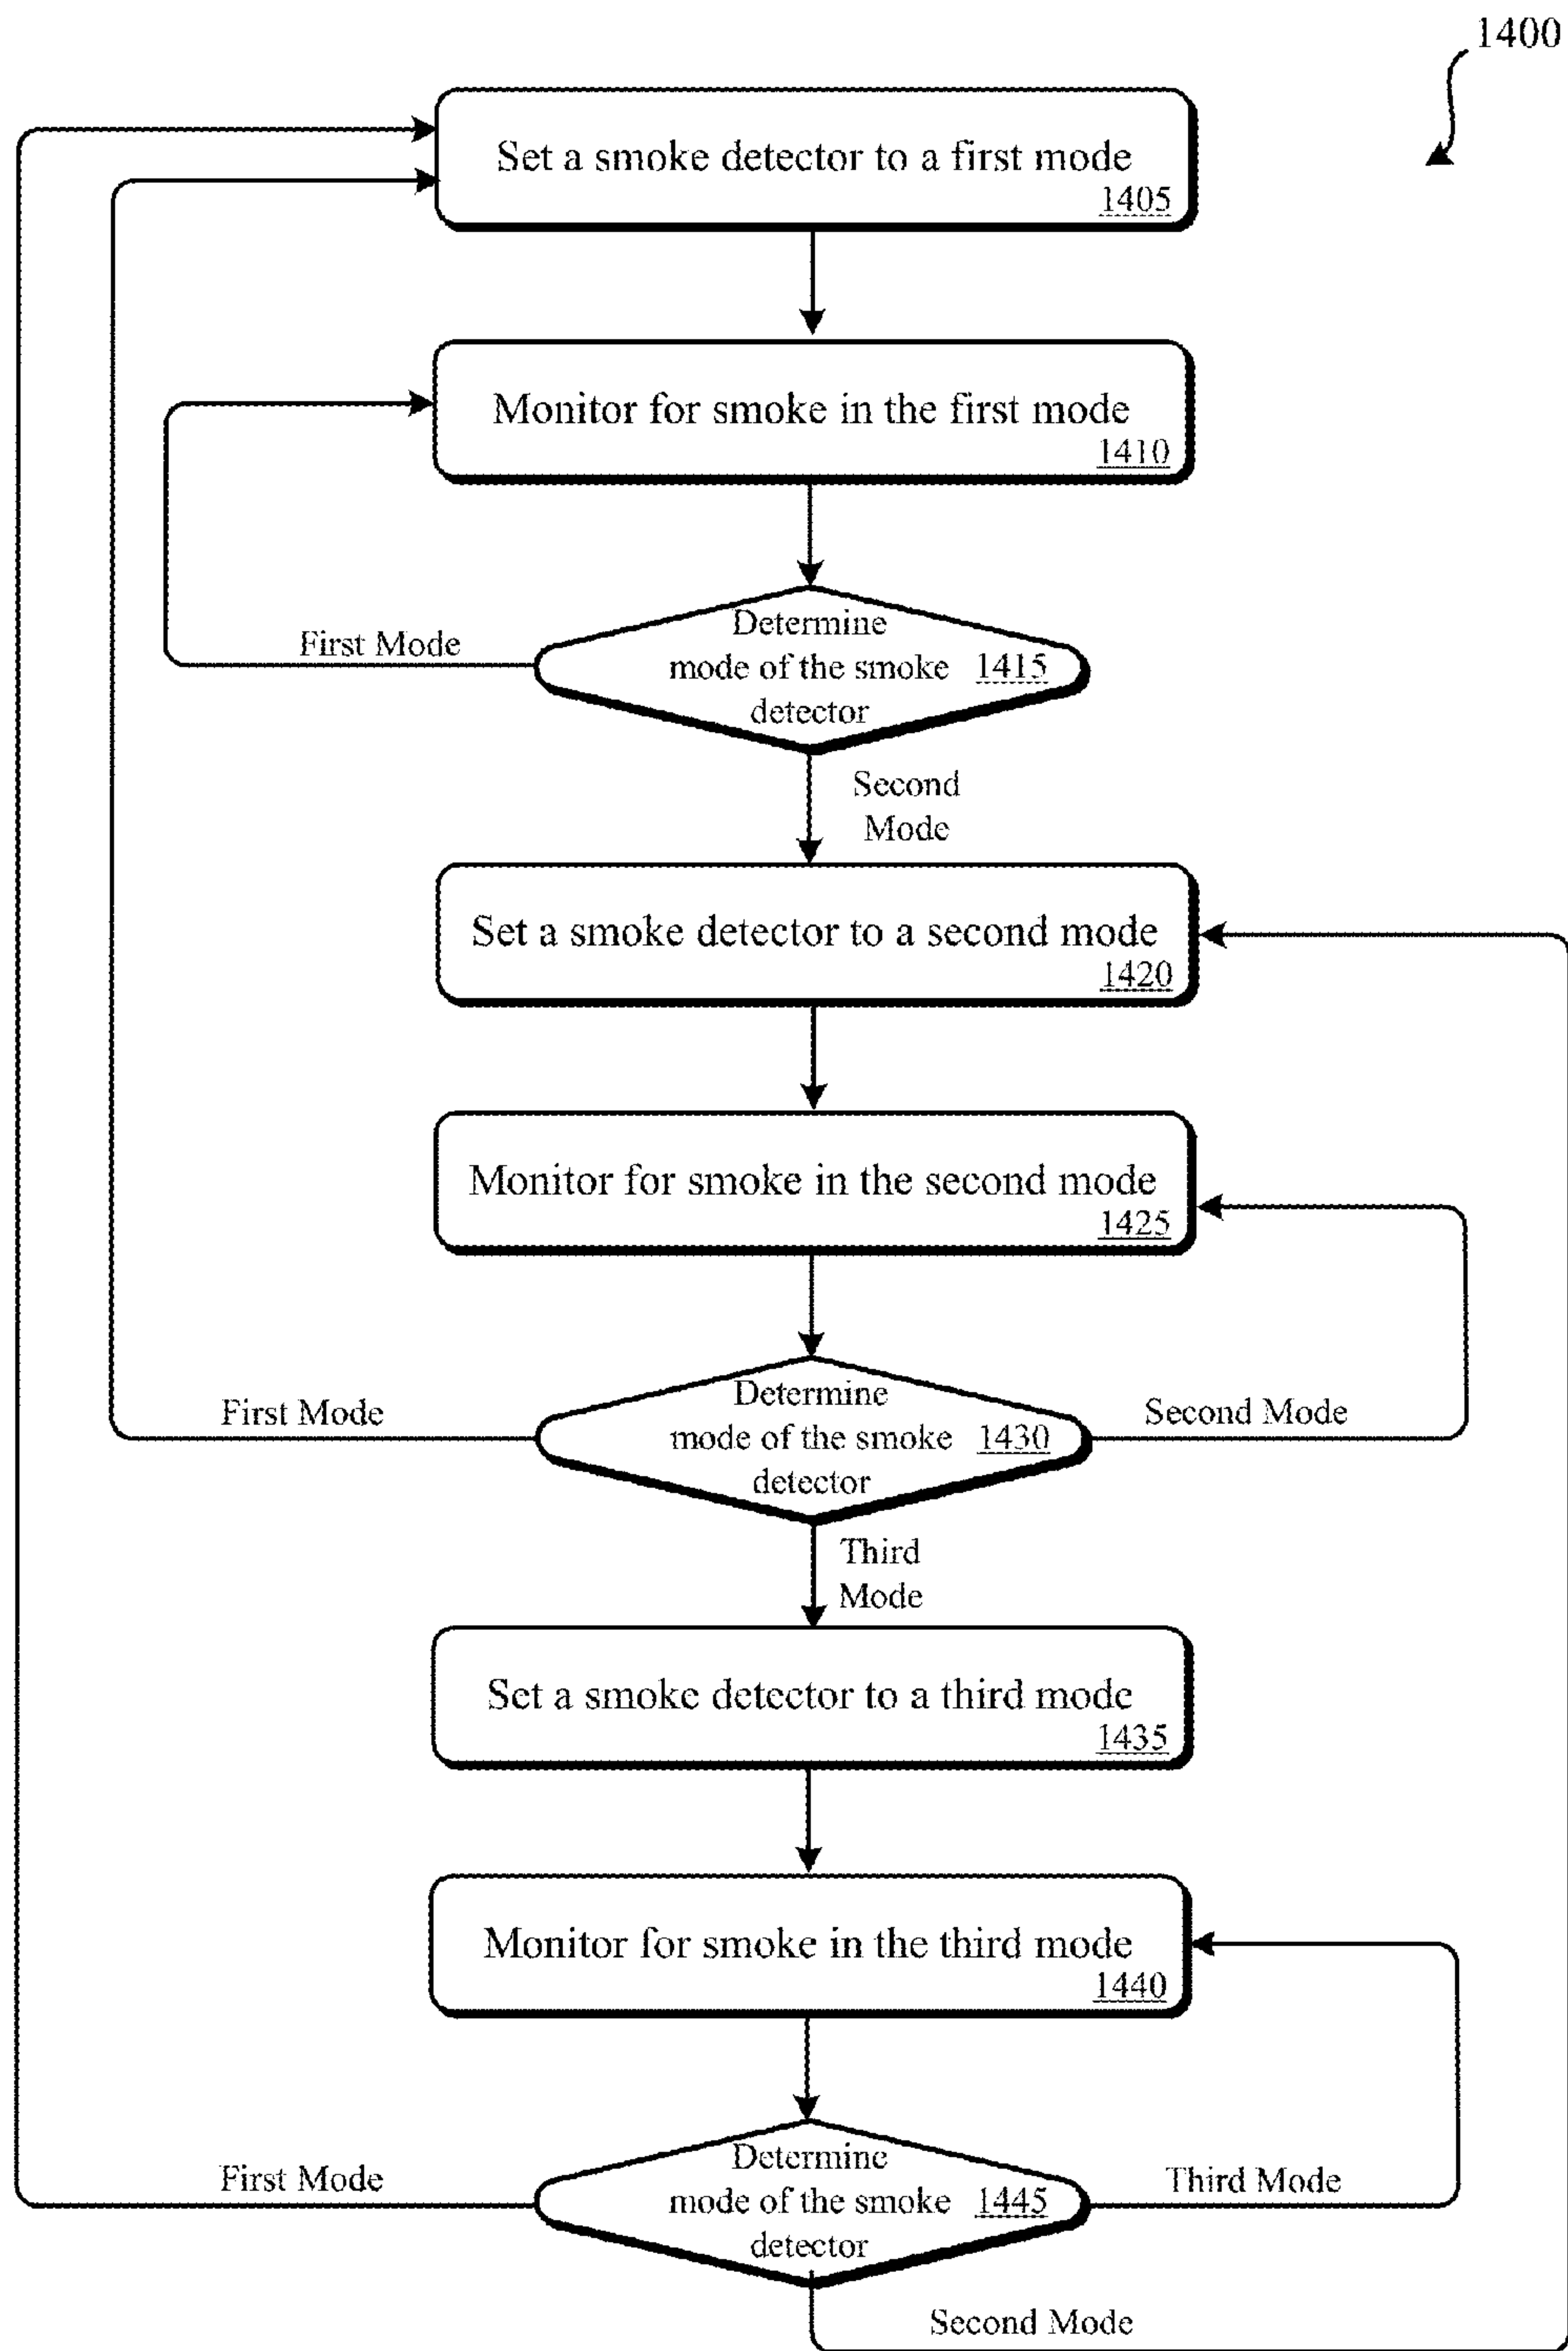 1400
Set a smoke detector to a first mode
1405
Monitor for smoke in the first mode
1410
Determine
mode of the smoke 1415
detector
First Mode
Second
Mode
Set a smoke detector to a second mode
1420
Monitor for smoke in the second mode
1425
Determine
mode of the smoke 1430
detector
First Mode
Second Mode
Third
Mode
Set a smoke detector to a third mode
1435
Monitor for smoke in the third mode
1440
Determine
mode of the smoke 1445
detector
First Mode
Third Mode
Second Mode